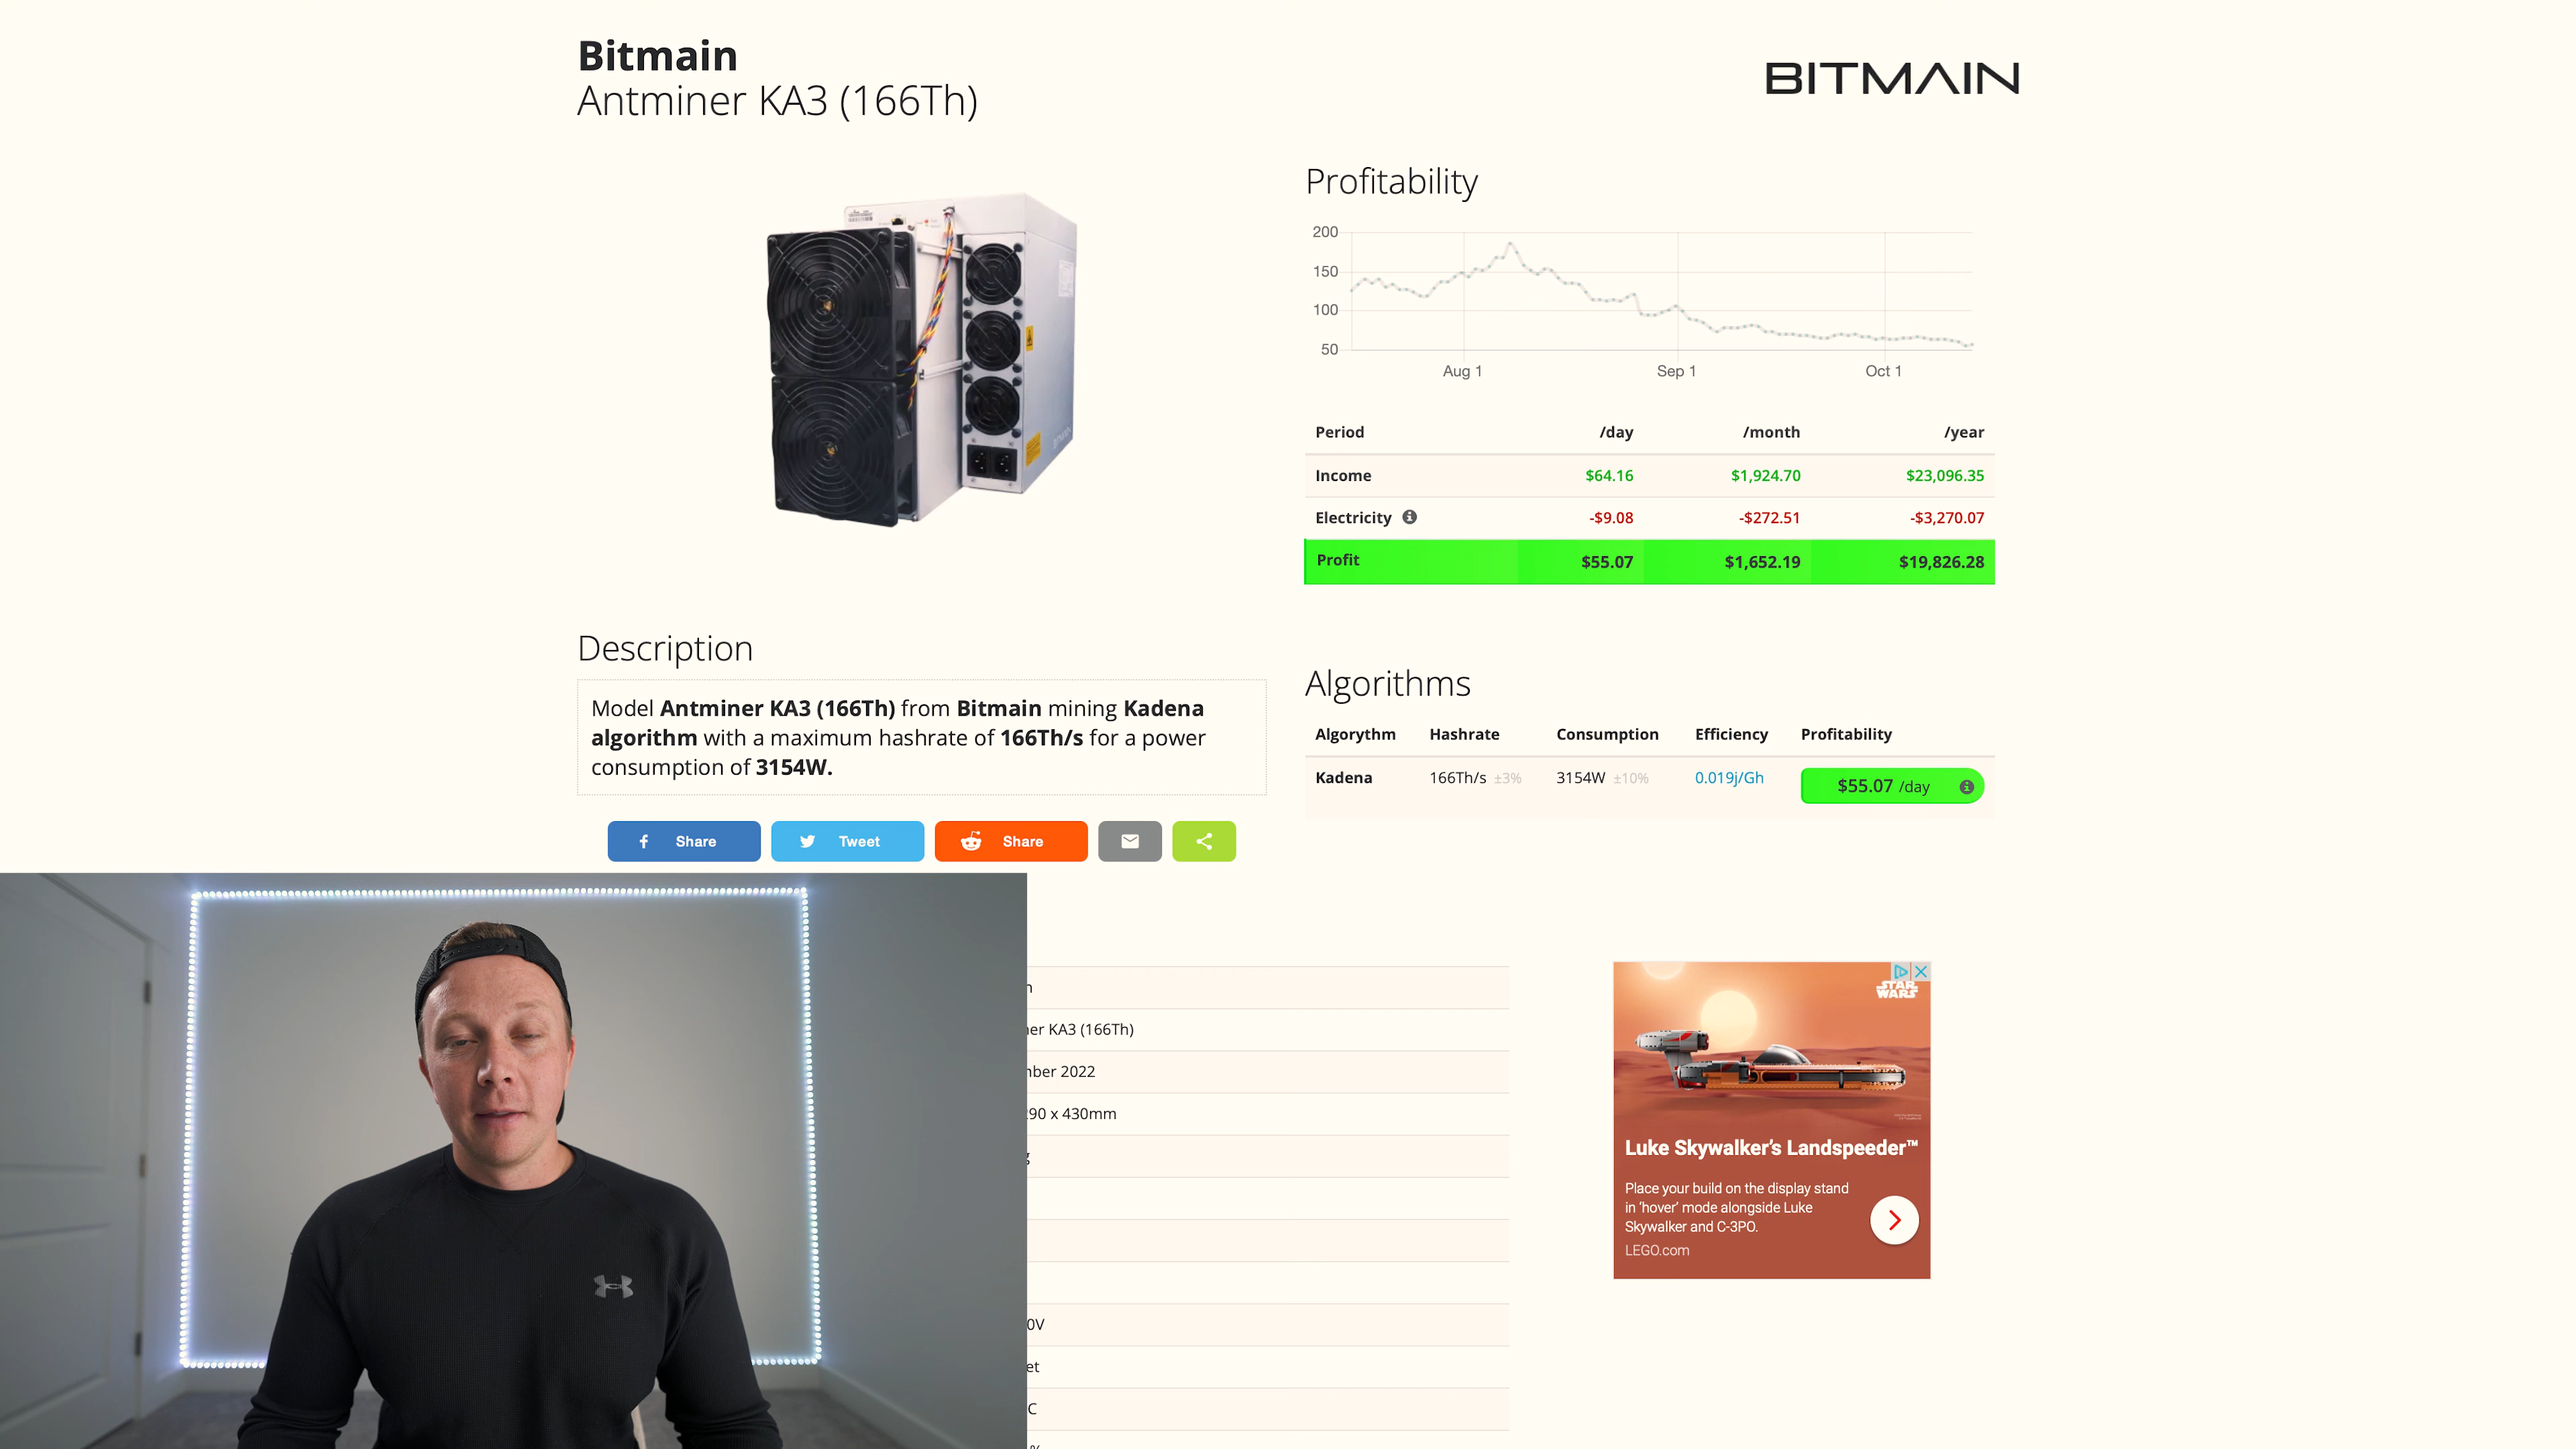 Bitmain
Antminer KA3 (166Th)
BITMAIN
Profitability
200
150
100
50
Aug 1 Sep 1 Oct 1
Period /day /month /year
Income $64.16 $1,924.70 $23,096.35
Electricity -$9.08 -$272.51 -$3,270.07
Profit $55.07 $1,652.19 $19,826.28
Description
Model Antminer KA3 (166Th) from Bitmain mining Kadena
algorithm with a maximum hashrate of 166Th/s for a power
consumption of 3154W.
Share Tweet Share
Algorithms
Algorythm Hashrate Consumption Efficiency Profitability
Kadena 166Th/s ±3% 3154W ±10% 0.019j/Gh $55.07 /day
er KA3 (166Th)
ber 2022
290 x 430mm
0V
et
C
%
STAR
WARS
Luke Skywalker's Landspeeder™
Place your build on the display stand
in 'hover' mode alongside Luke
Skywalker and C-3PO.
LEGO.com